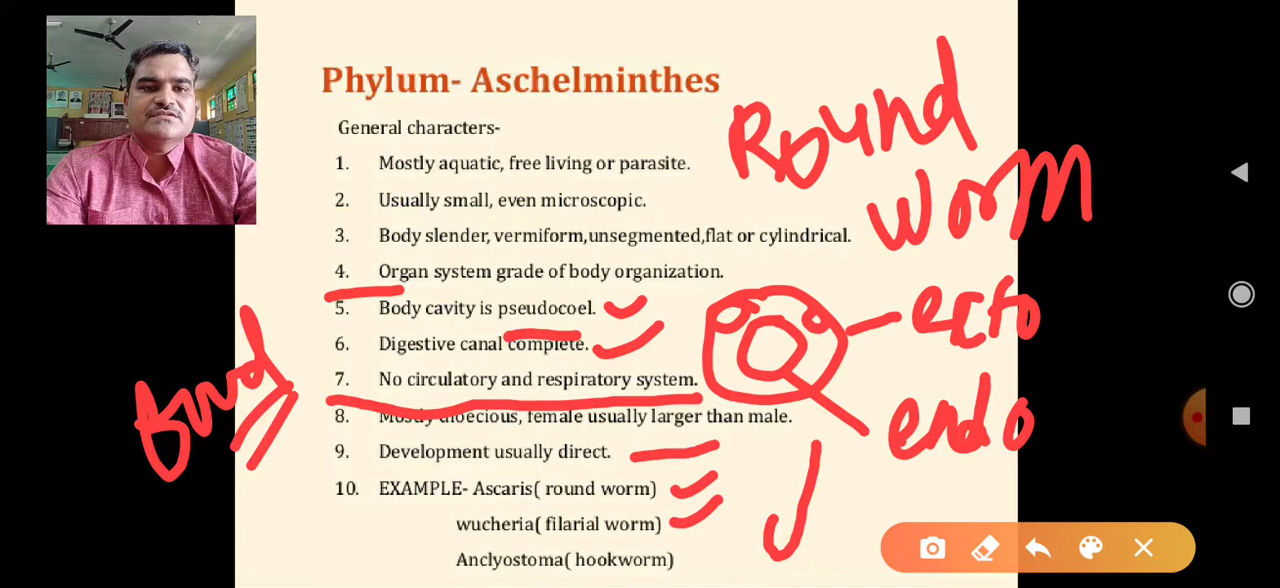 Phylum- Aschelminthes
Round
worm
General characters-
1. Mostly aquatic, free living or parasite.
2. Usually small, even microscopic.
3. Body slender, vermiform,unsegmented,flat or cylindrical.
4. Organ system grade of body organization.
5. Body cavity is pseudocoel.
ecto
6. Digestive canal complete.
7. No circulatory and respiratory system.
8. Mostly dioecious, female usually larger than male.
endo
9. Development usually direct.
10. EXAMPLE- Ascaris( round worm)
wucheria( filarial worm)
Anclyostoma( hookworm)